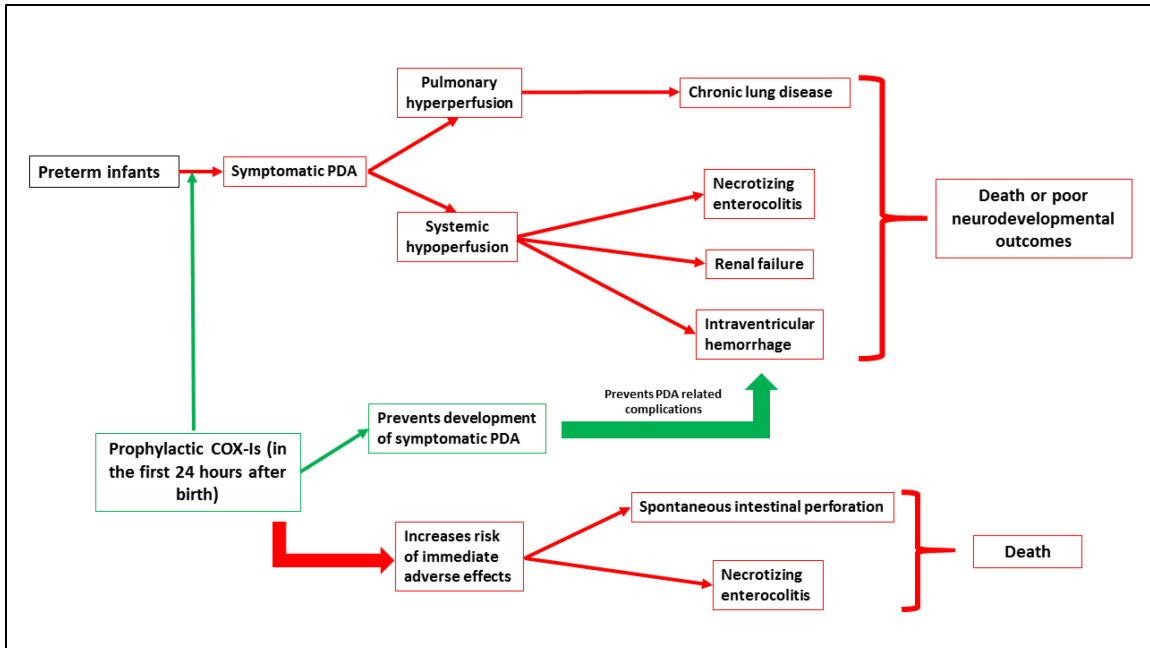 Pulmonary
hyperperfusion
Chronic lung disease
Preterm infants
Symptomatic PDA
Necrotizing
enterocolitis
Systemic
hypoperfusion
Renal failure
Intraventricular
hemorrhage
Death or poor
neurodevelopmental
outcomes
Prevents PDA related
complications
Prevents development
of symptomatic PDA
Prophylactic COX-Is (in
the first 24 hours after
birth)
Increases risk
of immediate
adverse effects
Spontaneous intestinal perforation
Necrotizing
enterocolitis
Death